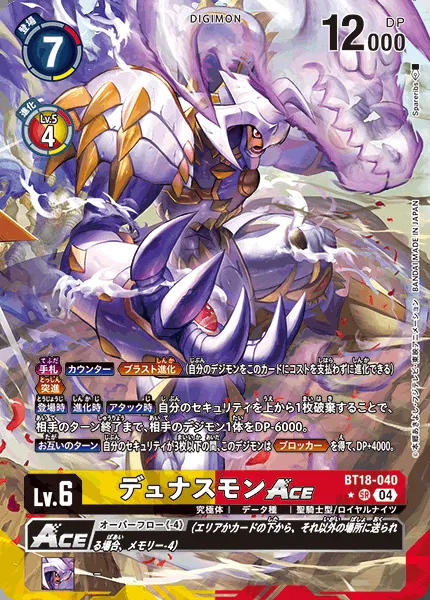 登場
7
DIGIMON
DP
12000
進化
Lv.5
4
Spareribs
BANDAI MADE IN JAPAN
手札 カウンター ブラスト進化 (自分のデジモンをこのカードにコストを支払わずに進化できる)
突進
登場時 進化時 アタック時 自分のセキュリティを上から1枚破棄することで、
相手のターン終了まで、相手のデジモン1体をDP-6000。
お互いのターン 自分のセキュリティが3枚以下の間、このデジモンは ブロッカー を得て、DP+4000。
Lv.6
デュナスモンACE
BT18-040
SR 04
究極体 | データ種 | 聖騎士型/ロイヤルナイツ
ACE
オーバーフロー《-4》
(エリアかカードの下から、それ以外の場所に送られ
る場合、メモリー-4)